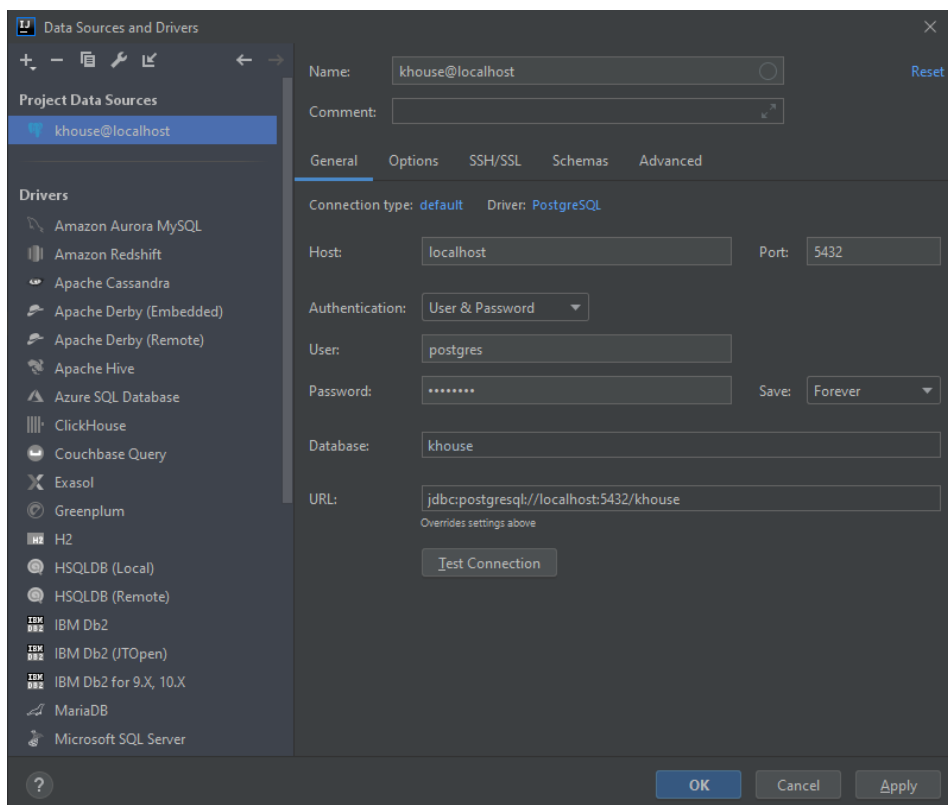 Data Sources and Drivers
Project Data Sources
khouse@localhost
Drivers
Amazon Aurora MySQL
Amazon Redshift
Apache Cassandra
Apache Derby (Embedded)
Apache Derby (Remote)
Apache Hive
Azure SQL Database
ClickHouse
Couchbase Query
Exasol
Greenplum
H2
HSQLDB (Local)
HSQLDB (Remote)
IBM Db2
IBM Db2 (JTOpen)
IBM Db2 for 9.X, 10.X
MariaDB
Microsoft SQL Server
Name: khouse@localhost Reset
Comment:
General Options SSH/SSL Schemas Advanced
Connection type: default Driver: PostgreSQL
Host: localhost Port: 5432
Authentication: User & Password
User: postgres
Password: •••••••• Save: Forever
Database: khouse
URL: jdbc:postgresql://localhost:5432/khouse
Overrides settings above
Test Connection
? OK Cancel Apply